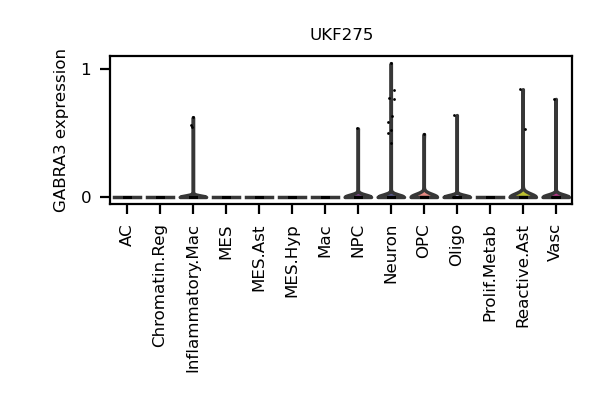 UKF275
GABRA3 expression
1
0
AC
Chromatin.Reg
Inflammatory.Mac
MES
MES.Ast
MES.Hyp
Mac
NPC
Neuron
OPC
Oligo
Prolif.Metab
Reactive.Ast
Vasc